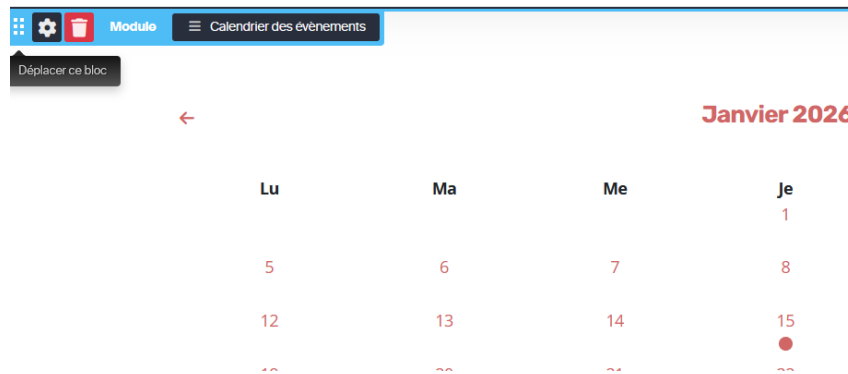 Module Calendrier des évènements
Déplacer ce bloc
Janvier 2026
Lu Ma Me Je
1
5 6 7 8
12 13 14 15